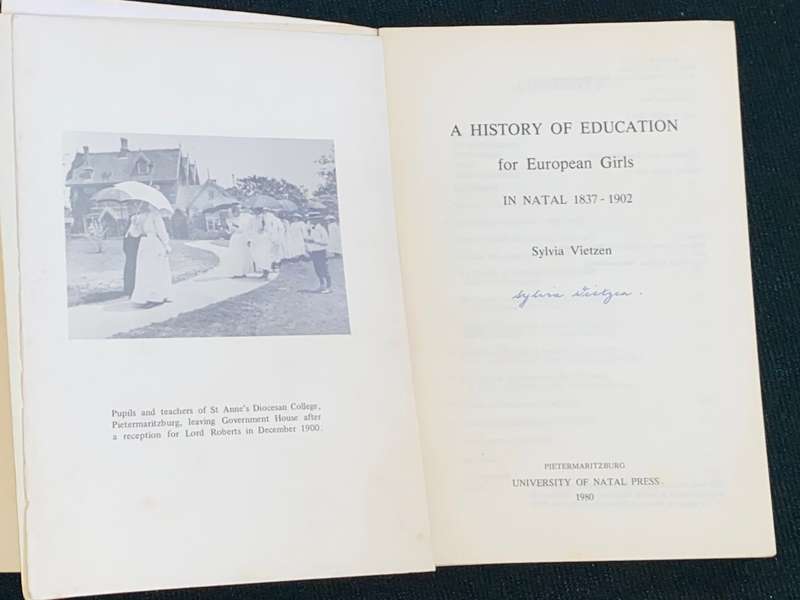 Pupils and teachers of St Anne's Diocesan College,
Pietermaritzburg, leaving Government House after
a reception for Lord Roberts in December 1900.
A HISTORY OF EDUCATION
for European Girls
IN NATAL 1837 - 1902
Sylvia Vietzen
Sylvia Vietzen.
PIETERMARITZBURG
UNIVERSITY OF NATAL PRESS
1980